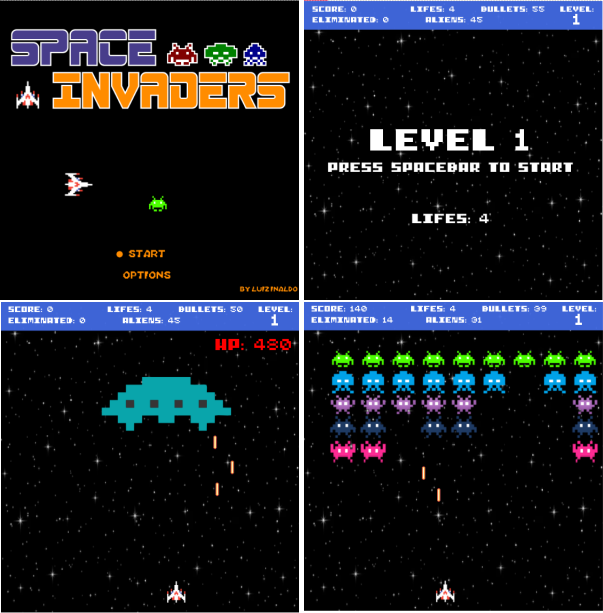 SPACE
INVADERS
START
OPTIONS
BY LUIZINALDO
SCORE: 0 LIFES: 4 BULLETS: 55 LEVEL:
ELIMINATED: 0 ALIENS: 45 1
LEVEL 1
PRESS SPACEBAR TO START
LIFES: 4
SCORE: 0 LIFES: 4 BULLETS: 50 LEVEL:
ELIMINATED: 0 ALIENS: 45 1
HP: 480
SCORE: 140 LIFES: 4 BULLETS: 39 LEVEL:
ELIMINATED: 14 ALIENS: 31 1